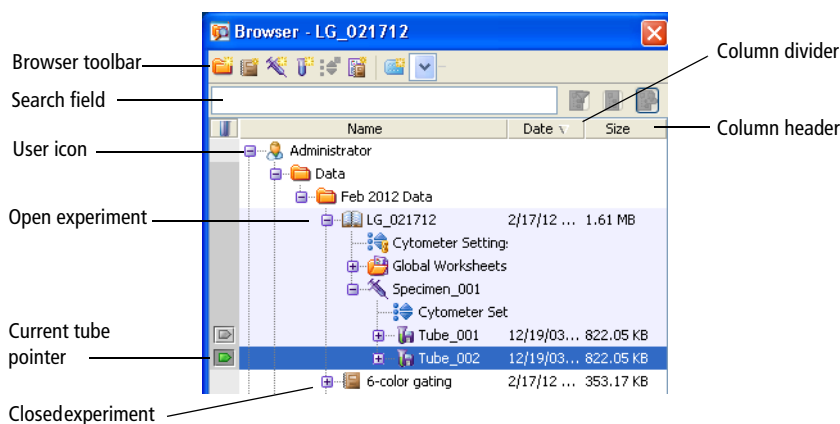 Browser - LG_021712
Browser toolbar
Column divider
Search field
Name Date Size
Column header
User icon
Administrator
Data
Feb 2012 Data
Open experiment
LG_021712 2/17/12 ... 1.61 MB
Cytometer Setting:
Global Worksheets
Specimen_001
Cytometer Set
Current tube
pointer
Tube_001 12/19/03... 822.05 KB
Tube_002 12/19/03... 822.05 KB
6-color gating 2/17/12 ... 353.17 KB
Closedexperiment